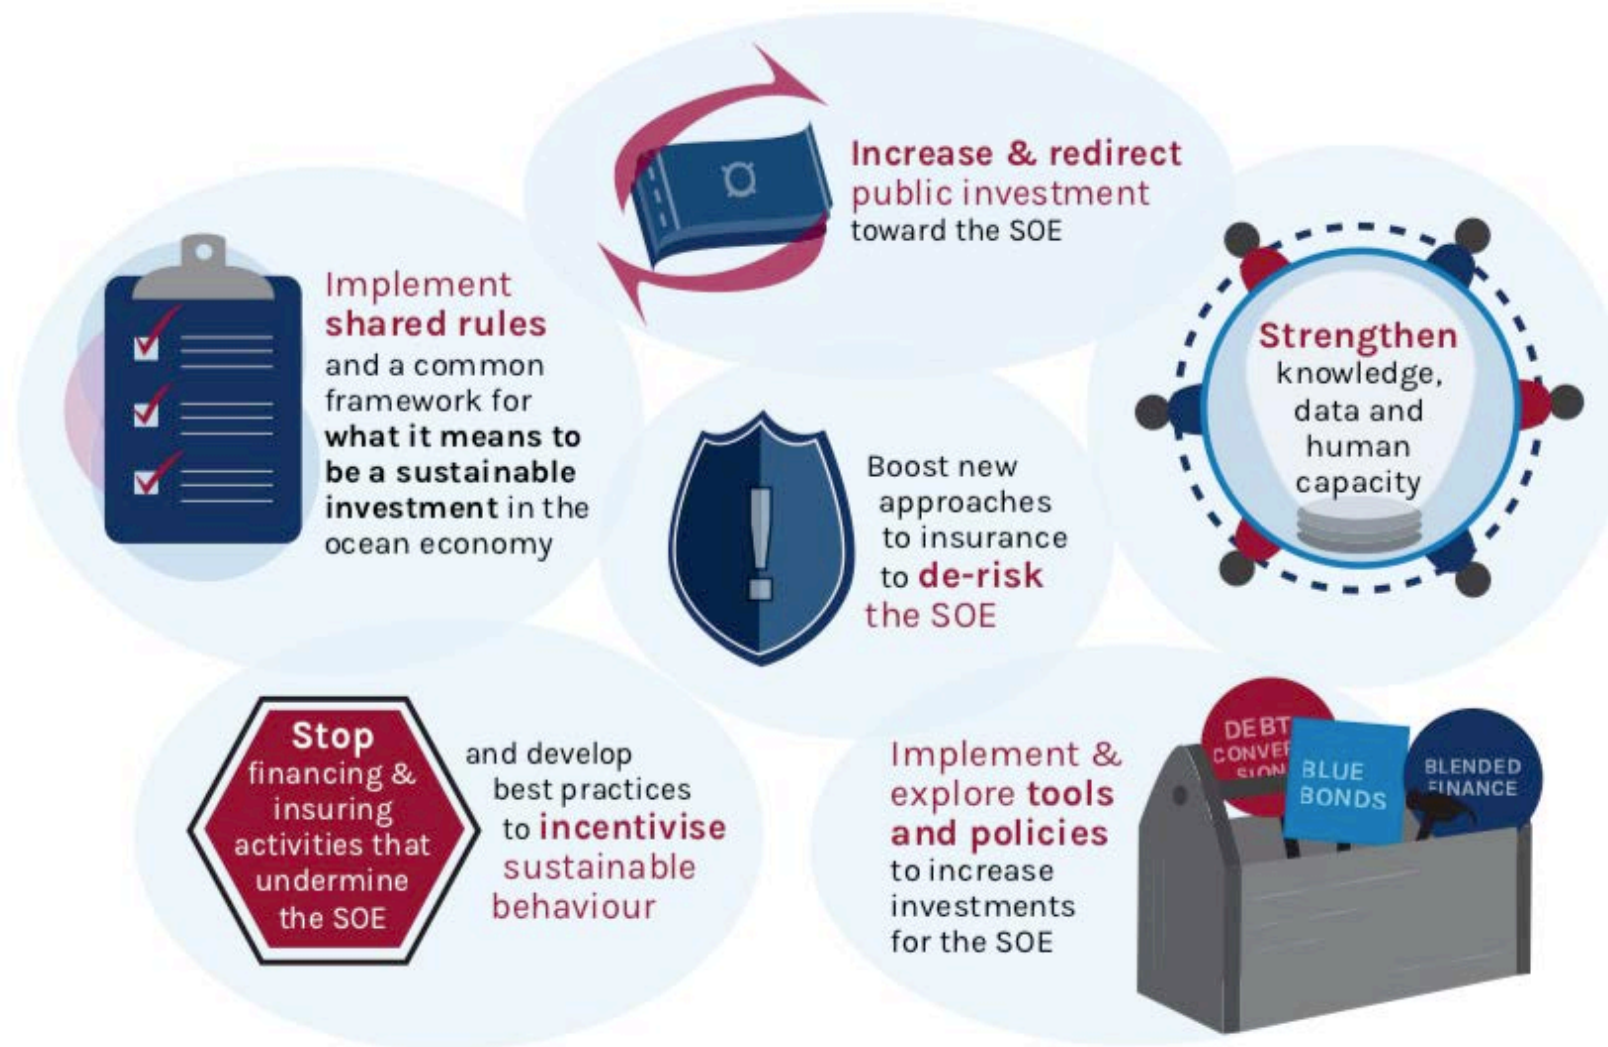 Increase & redirect
public investment
toward the SOE
Implement
shared rules
and a common
framework for
what it means to
be a sustainable
investment in the
ocean economy
Strengthen
knowledge,
data and
human
capacity
Boost new
approaches
to insurance
to de-risk
the SOE
Stop
financing &
insuring
activities that
undermine
the SOE
and develop
best practices
to incentivise
sustainable
behaviour
Implement &
explore tools
and policies
to increase
investments
for the SOE
DEBT
CONVER
SION
BLUE
BONDS
BLENDED
FINANCE